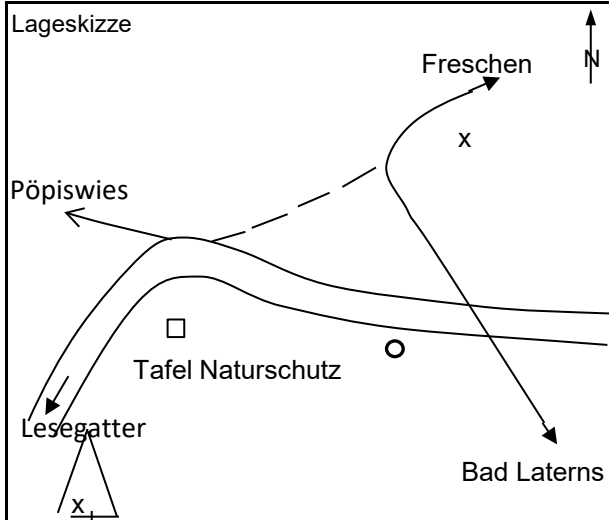 Lageskizze
N
Freschen
x
Pöpiswies
Tafel Naturschutz
Lesegatter
Bad Laterns
x